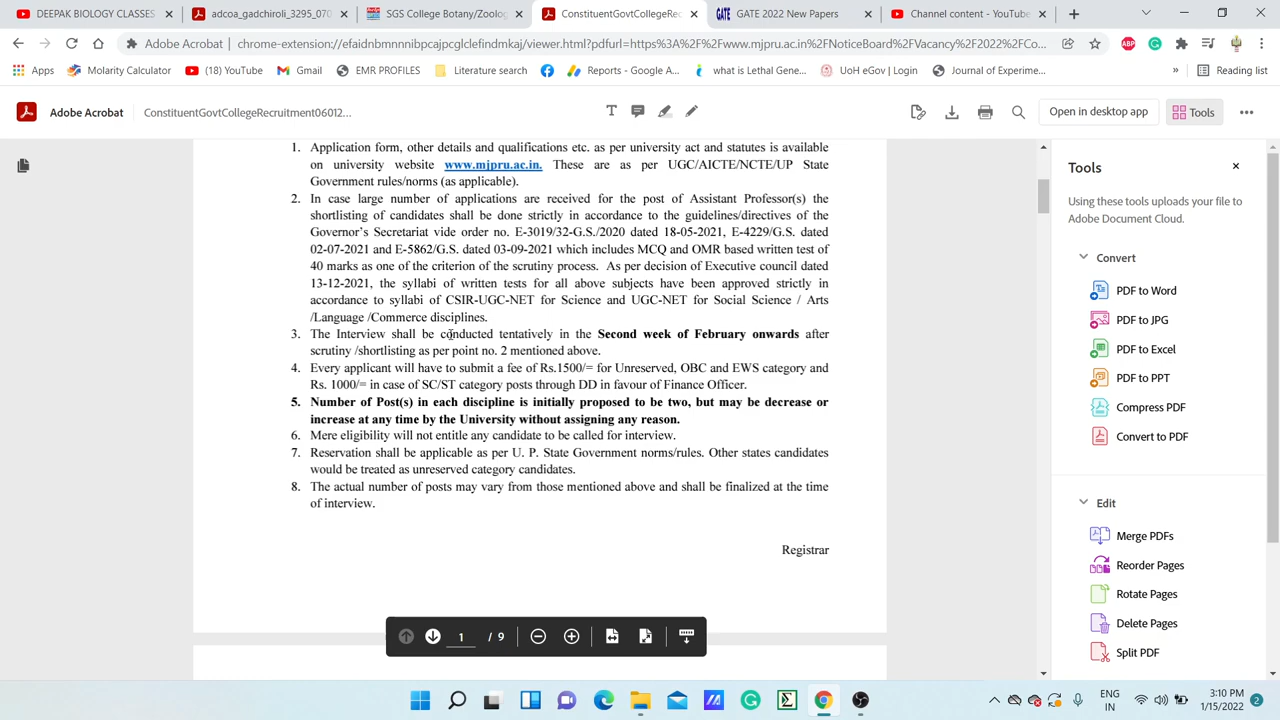 DEEPAK BIOLOGY CLASSES
adcoa_gadchiroli_3295_070
SGS College Botany/Zoolog
ConstituentGovtCollegeRec
GATE 2022 New Papers
Channel content - YouTube
Adobe Acrobat | chrome-extension://efaidnbmnnnibpcajpcglclefindmkaj/viewer.html?pdfurl=https%3A%2F%2Fwww.mjpru.ac.in%2FNoticeBoard%2FVacancy%2F2022%2FCo...
Apps Molarity Calculator (18) YouTube Gmail EMR PROFILES Literature search Reports - Google A... what is Lethal Gene... UoH eGov | Login Journal of Experime... » Reading list
Adobe Acrobat ConstituentGovtCollegeRecruitment06012...
Open in desktop app Tools
1. Application form, other details and qualifications etc. as per university act and statutes is available
on university website www.mjpru.ac.in. These are as per UGC/AICTE/NCTE/UP State
Government rules/norms (as applicable).
2. In case large number of applications are received for the post of Assistant Professor(s) the
shortlisting of candidates shall be done strictly in accordance to the guidelines/directives of the
Governor's Secretariat vide order no. E-3019/32-G.S./2020 dated 18-05-2021, E-4229/G.S. dated
02-07-2021 and E-5862/G.S. dated 03-09-2021 which includes MCQ and OMR based written test of
40 marks as one of the criterion of the scrutiny process. As per decision of Executive council dated
13-12-2021, the syllabi of written tests for all above subjects have been approved strictly in
accordance to syllabi of CSIR-UGC-NET for Science and UGC-NET for Social Science / Arts
/Language /Commerce disciplines.
3. The Interview shall be conducted tentatively in the Second week of February onwards after
scrutiny /shortlisting as per point no. 2 mentioned above.
4. Every applicant will have to submit a fee of Rs.1500/= for Unreserved, OBC and EWS category and
Rs. 1000/= in case of SC/ST category posts through DD in favour of Finance Officer.
5. Number of Post(s) in each discipline is initially proposed to be two, but may be decrease or
increase at any time by the University without assigning any reason.
6. Mere eligibility will not entitle any candidate to be called for interview.
7. Reservation shall be applicable as per U. P. State Government norms/rules. Other states candidates
would be treated as unreserved category candidates.
8. The actual number of posts may vary from those mentioned above and shall be finalized at the time
of interview.
Registrar
1 / 9
Tools
Using these tools uploads your file to
Adobe Document Cloud.
Convert
PDF to Word
PDF to JPG
PDF to Excel
PDF to PPT
Compress PDF
Convert to PDF
Edit
Merge PDFs
Reorder Pages
Rotate Pages
Delete Pages
Split PDF
ENG
IN
3:10 PM
1/15/2022
2